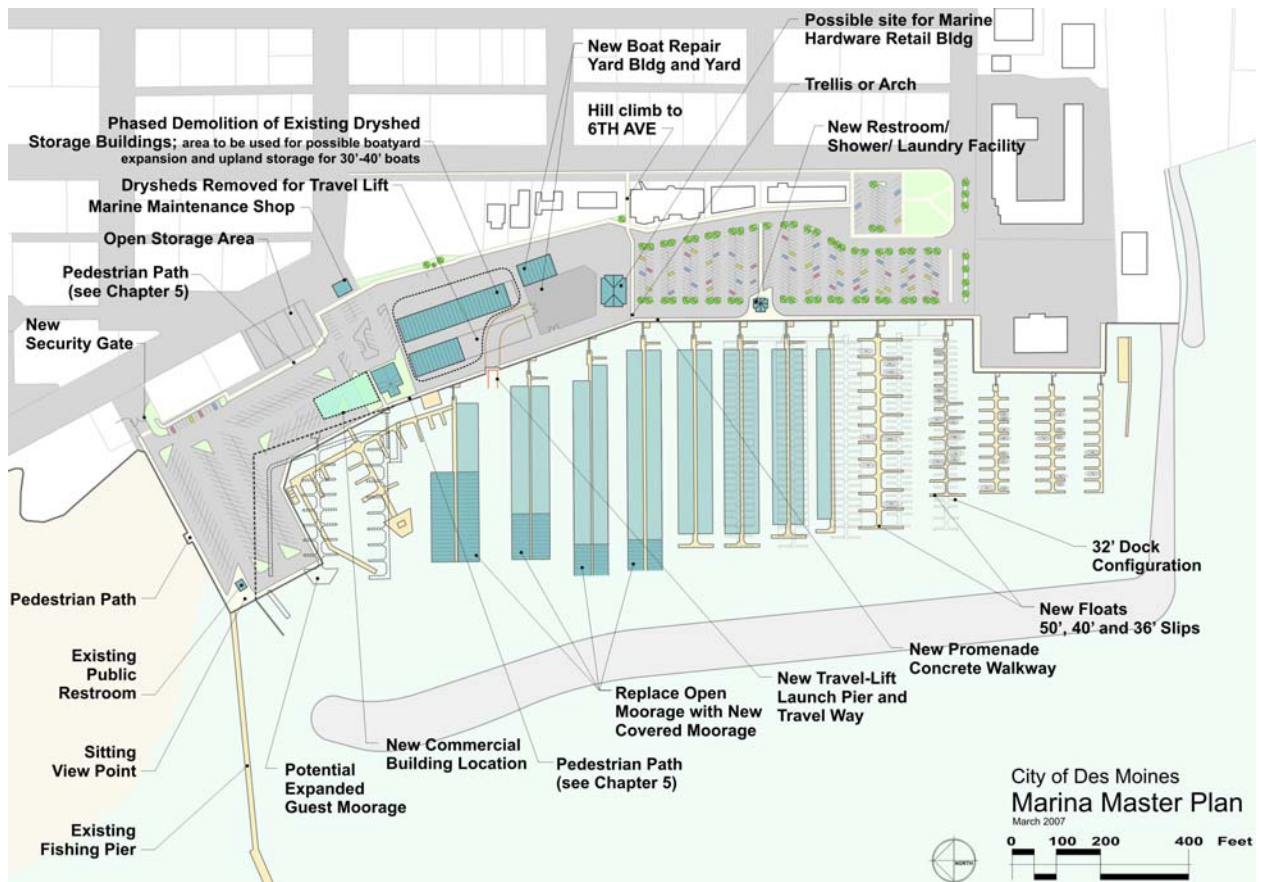 Possible site for Marine
Hardware Retail Bldg
New Boat Repair
Yard Bldg and Yard
Trellis or Arch
Hill climb to
6TH AVE
Phased Demolition of Existing Dryshed
Storage Buildings; area to be used for possible boatyard
expansion and upland storage for 30'-40' boats
New Restroom/
Shower/ Laundry Facility
Drysheds Removed for Travel Lift
Marine Maintenance Shop
Open Storage Area
Pedestrian Path
(see Chapter 5)
New
Security Gate
32' Dock
Configuration
Pedestrian Path
New Floats
50', 40' and 36' Slips
Existing
Public
Restroom
New Promenade
Concrete Walkway
New Travel-Lift
Launch Pier and
Travel Way
Replace Open
Moorage with New
Covered Moorage
Sitting
View Point
New Commercial
Building Location
Pedestrian Path
(see Chapter 5)
Potential
Expanded
Guest Moorage
Existing
Fishing Pier
City of Des Moines
Marina Master Plan
March 2007
0 100 200 400 Feet
NORTH